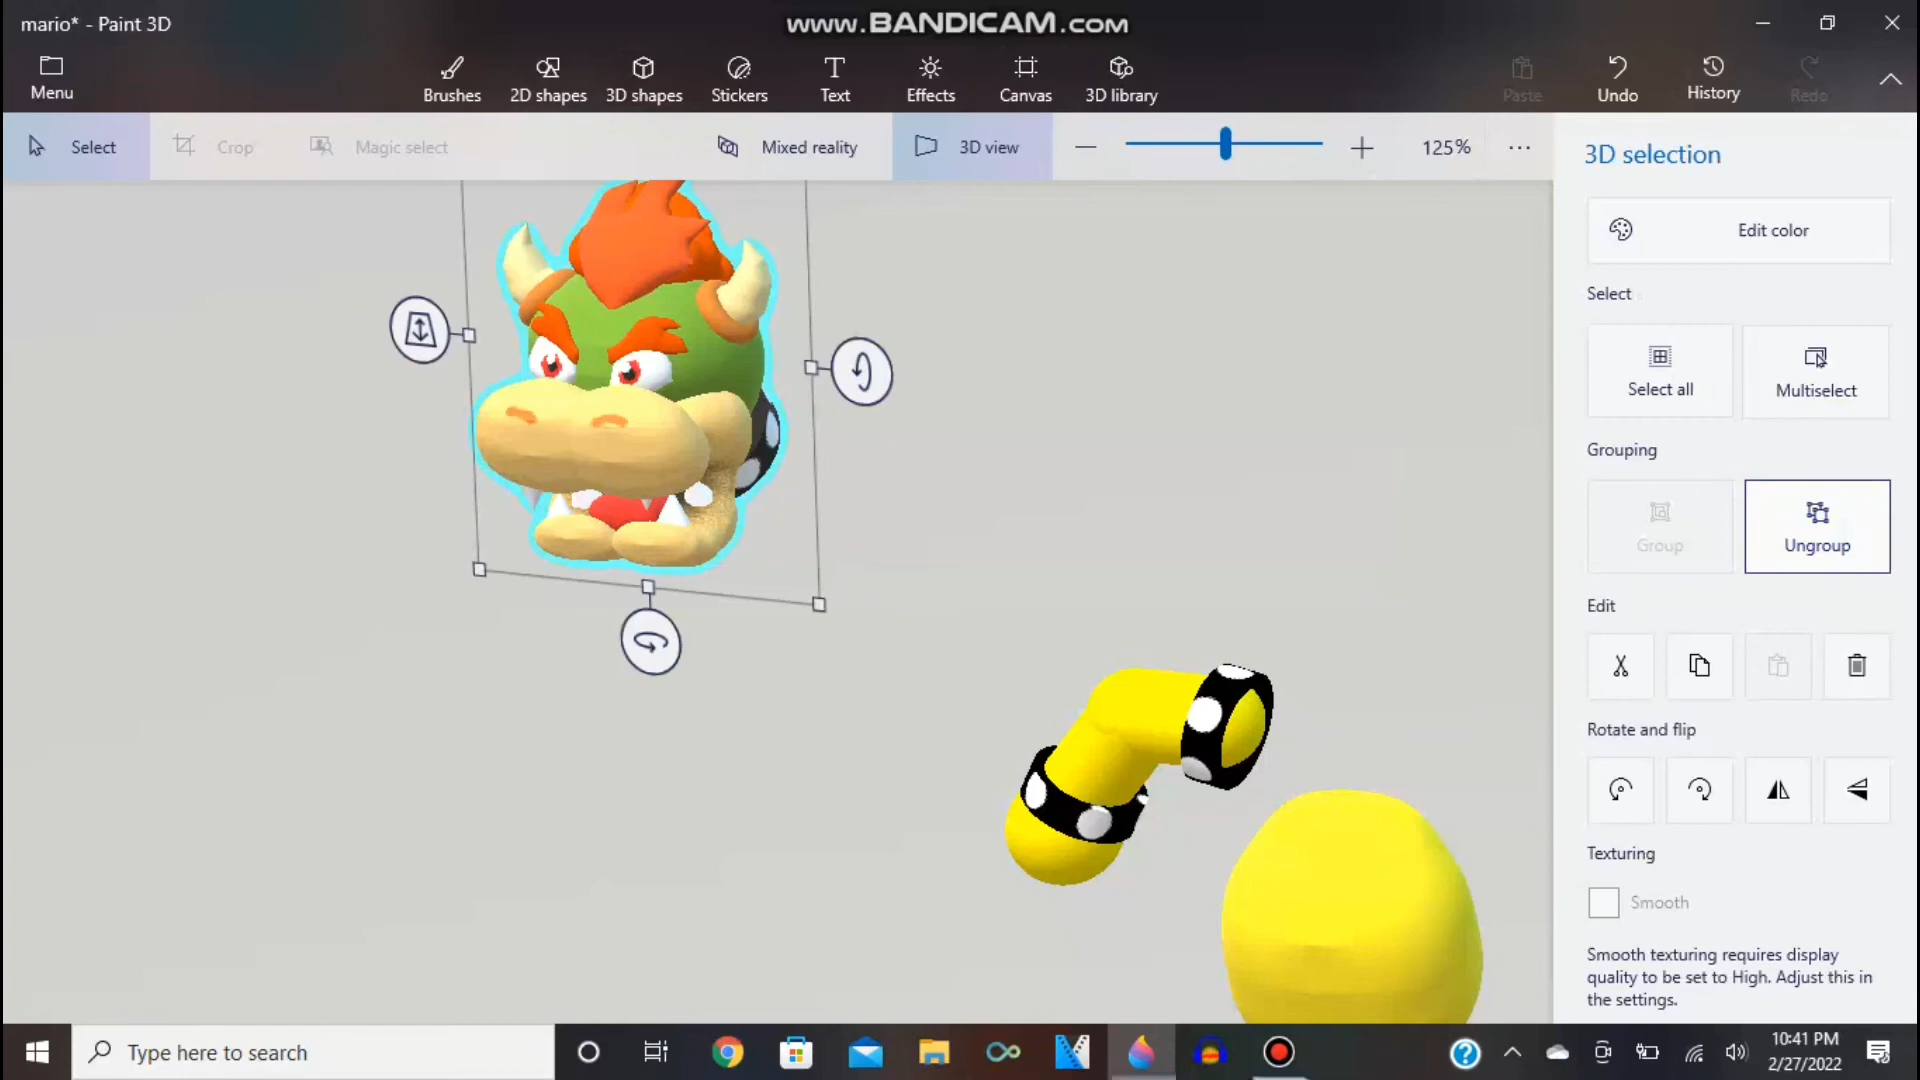 mario* - Paint 3D
www.BANDICAM.com
Menu
Brushes
2D shapes
3D shapes
Stickers
Text
Effects
Canvas
3D library
Paste
Undo
History
Redo
Select
Crop
Magic select
Mixed reality
3D view
125%
3D selection
Edit color
Select
Select all
Multiselect
Grouping
Group
Ungroup
Edit
Rotate and flip
Texturing
Smooth
Smooth texturing requires display
quality to be set to High. Adjust this in
the settings.
Type here to search
10:41 PM
2/27/2022